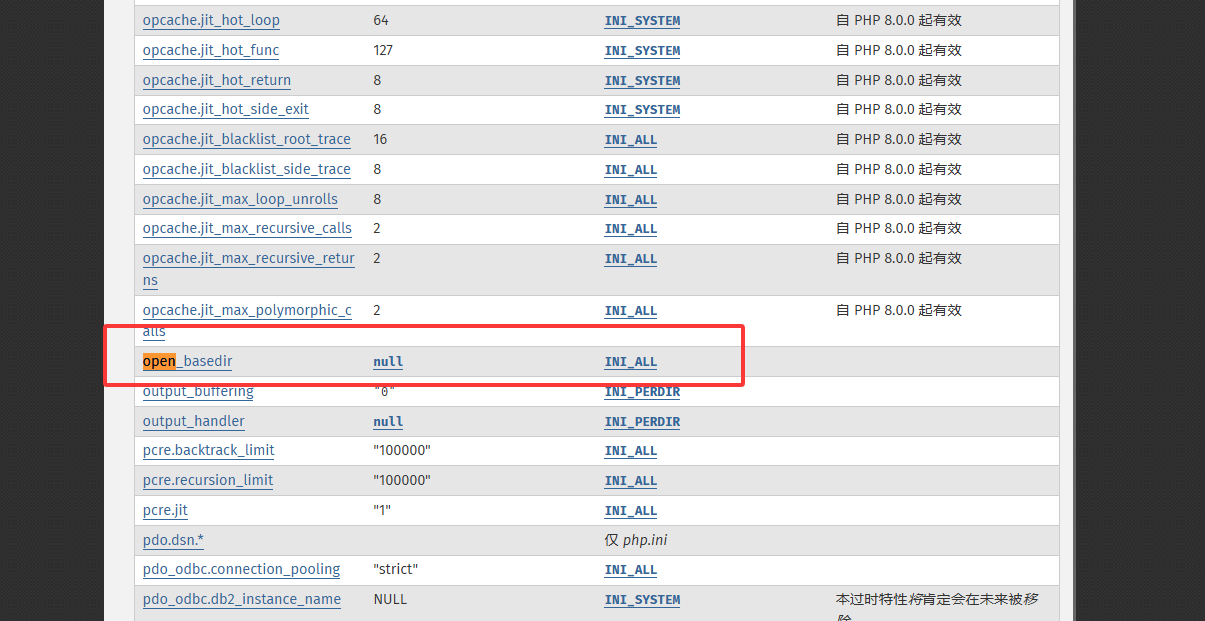 opcache.jit_hot_loop 64 INI_SYSTEM 自 PHP 8.0.0 起有效
opcache.jit_hot_func 127 INI_SYSTEM 自 PHP 8.0.0 起有效
opcache.jit_hot_return 8 INI_SYSTEM 自 PHP 8.0.0 起有效
opcache.jit_hot_side_exit 8 INI_SYSTEM 自 PHP 8.0.0 起有效
opcache.jit_blacklist_root_trace 16 INI_ALL 自 PHP 8.0.0 起有效
opcache.jit_blacklist_side_trace 8 INI_ALL 自 PHP 8.0.0 起有效
opcache.jit_max_loop_unrolls 8 INI_ALL 自 PHP 8.0.0 起有效
opcache.jit_max_recursive_calls 2 INI_ALL 自 PHP 8.0.0 起有效
opcache.jit_max_recursive_retur 2 INI_ALL 自 PHP 8.0.0 起有效
ns
opcache.jit_max_polymorphic_c 2 INI_ALL 自 PHP 8.0.0 起有效
alls
open_basedir null INI_ALL
output_buffering "0" INI_PERDIR
output_handler null INI_PERDIR
pcre.backtrack_limit "100000" INI_ALL
pcre.recursion_limit "100000" INI_ALL
pcre.jit "1" INI_ALL
pdo.dsn.* 仅 php.ini
pdo_odbc.connection_pooling "strict" INI_ALL
pdo_odbc.db2_instance_name NULL INI_SYSTEM 本过时特性将肯定会在未来被移
除